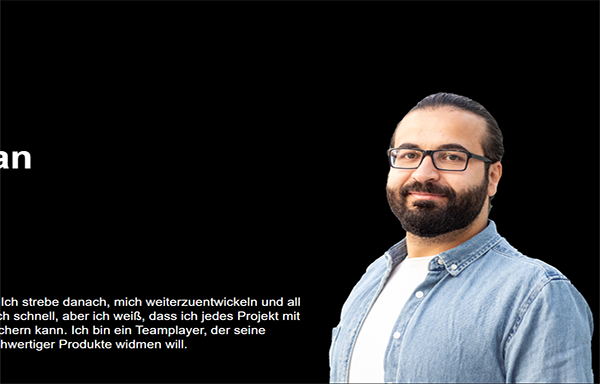 an
Ich strebe danach, mich weiterzuentwickeln und all
ch schnell, aber ich weiß, dass ich jedes Projekt mit
chern kann. Ich bin ein Teamplayer, der seine
hwertiger Produkte widmen will.